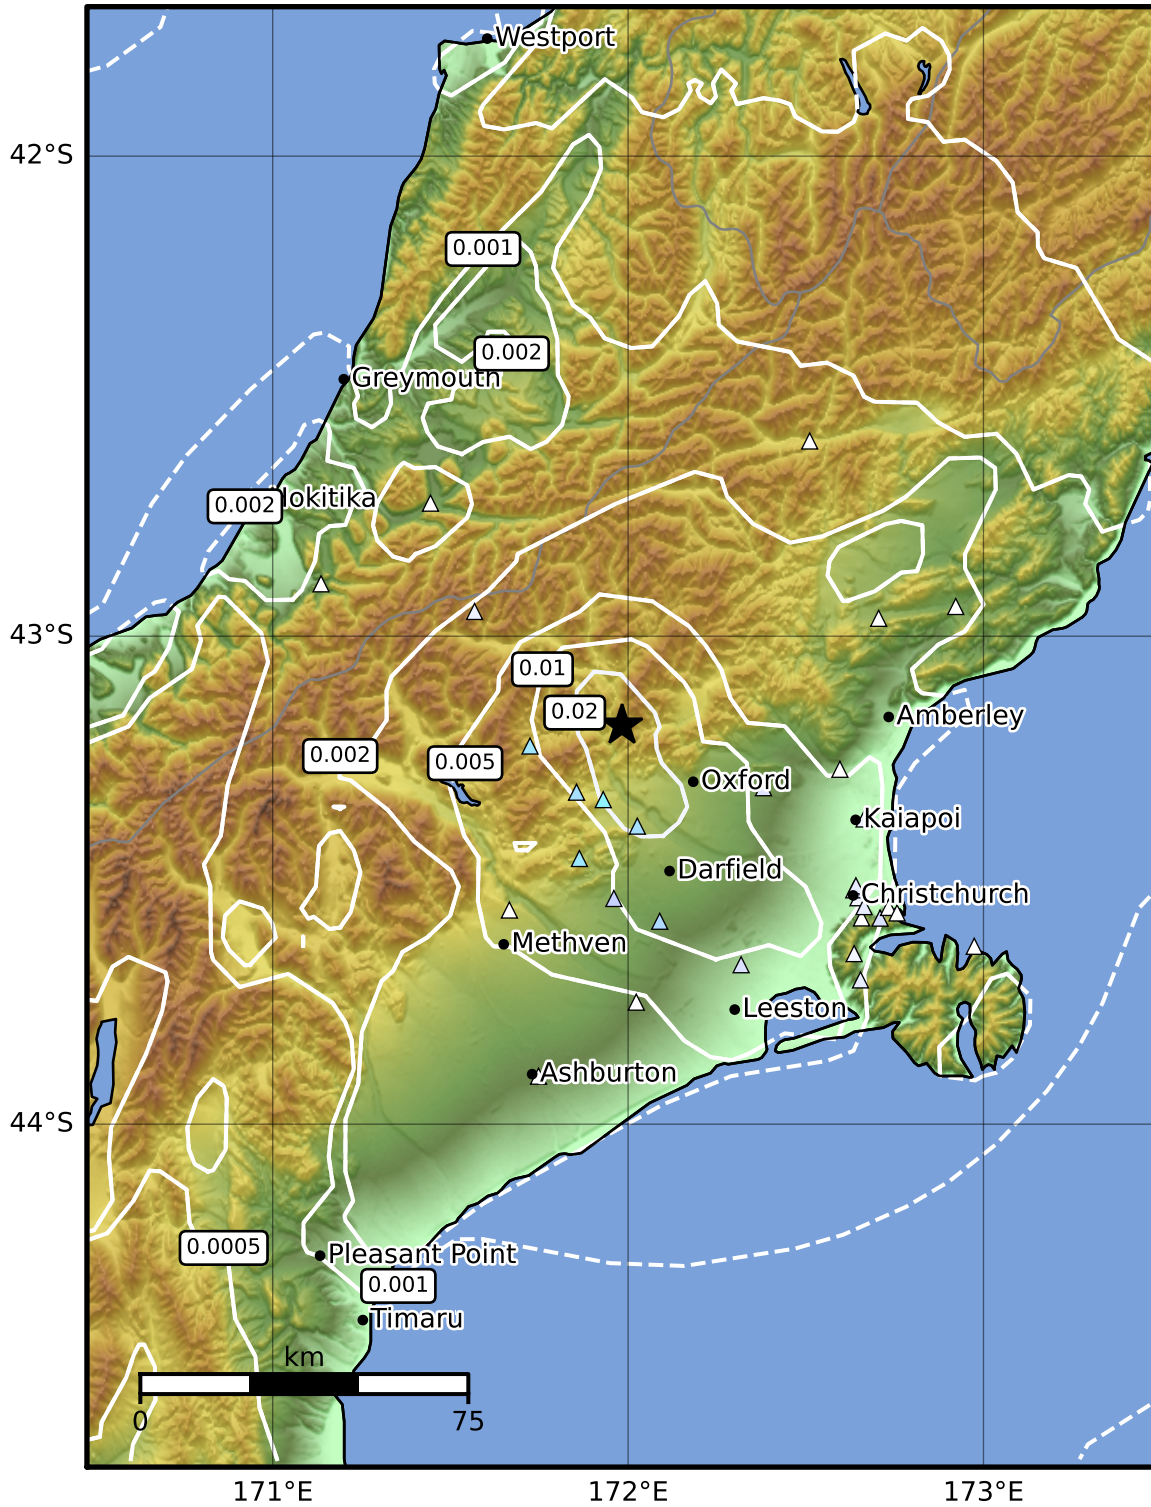 Westport
42°S
0.001
0.002
Greymouth
0.002
Hokitika
43°S
0.01
0.02
Amberley
0.002
0.005
Oxford
Kaiapoi
Darfield
Christchurch
Methven
Leeston
Ashburton
44°S
0.0005
Pleasant Point
0.001
Timaru
km
0
75
171°E
172°E
173°E